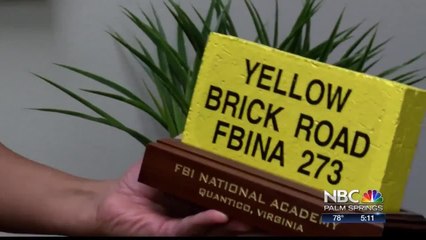 YELLOW
BRICK ROAD
FBINA 273
FBI NATIONAL ACADEMY
QUANTICO, VIRGINIA
NBC
PALM SPRINGS
78° 5:11